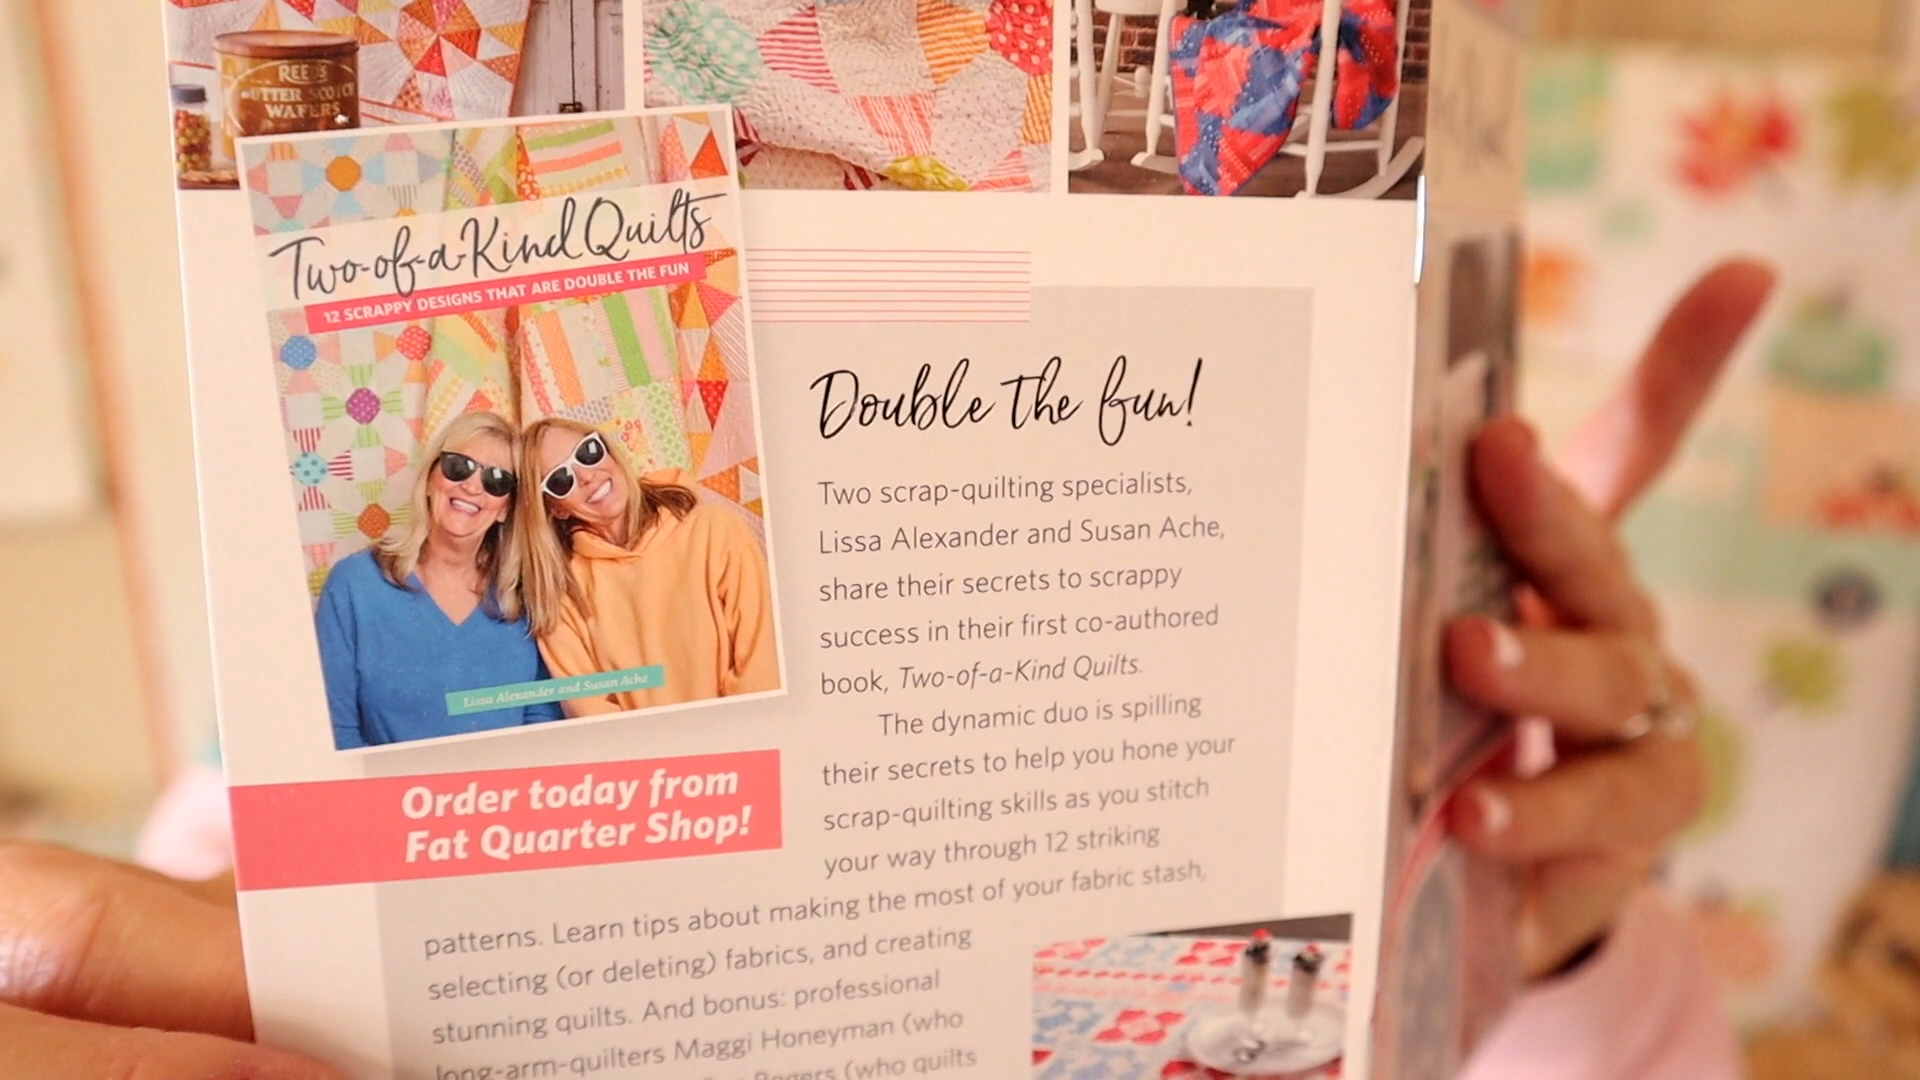 REED'S
BUTTER SCOTCH
WAFERS
Two-of-a-Kind Quilts
12 SCRAPPY DESIGNS THAT ARE DOUBLE THE FUN
Lissa Alexander and Susan Ache
Order today from
Fat Quarter Shop!
Double the fun!
Two scrap-quilting specialists,
Lissa Alexander and Susan Ache,
share their secrets to scrappy
success in their first co-authored
book, Two-of-a-Kind Quilts.
The dynamic duo is spilling
their secrets to help you hone your
scrap-quilting skills as you stitch
your way through 12 striking
patterns. Learn tips about making the most of your fabric stash,
selecting (or deleting) fabrics, and creating
stunning quilts. And bonus: professional
long-arm-quilters Maggi Honeyman (who
Rogers (who quilts